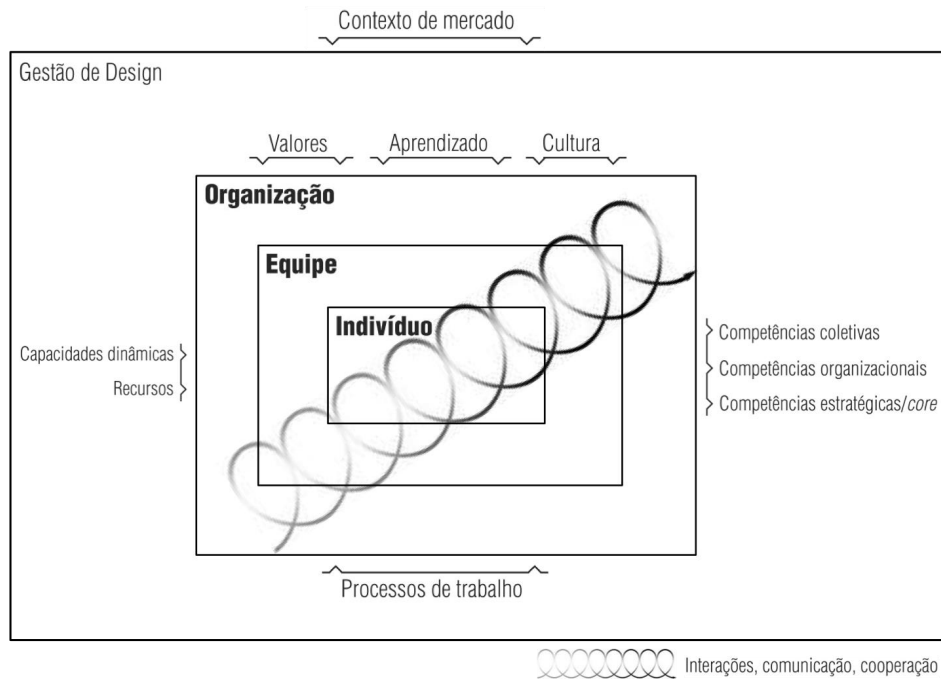 Contexto de mercado
Gestão de Design
Valores
Aprendizado
Cultura
Organização
Equipe
Indivíduo
Capacidades dinâmicas
Recursos
Competências coletivas
Competências organizacionais
Competências estratégicas/core
Processos de trabalho
Interações, comunicação, cooperação